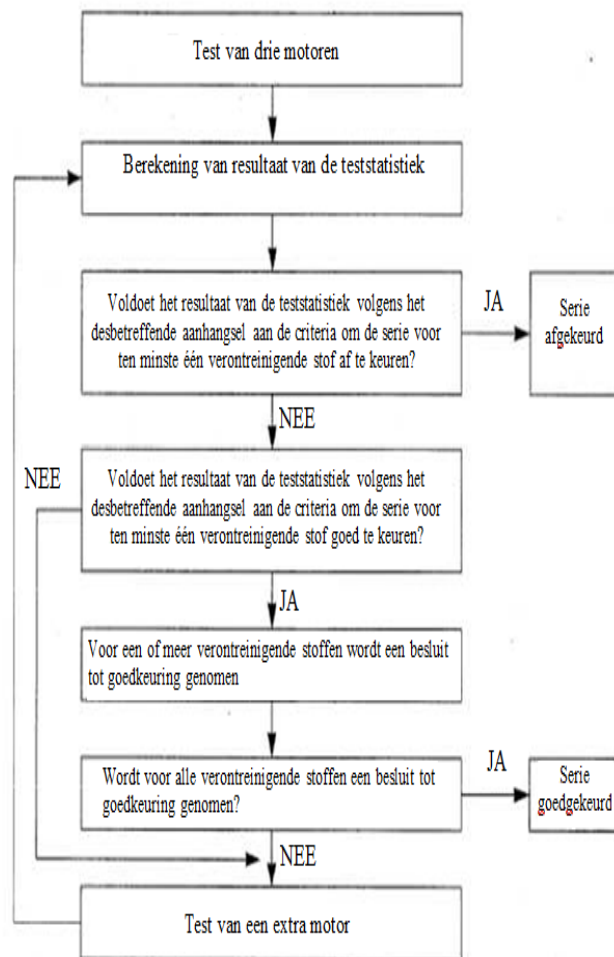 Test van drie motoren
Berekening van resultaat van de teststatistiek
Voldoet het resultaat van de teststatistiek volgens het
desbetreffende aanhangsel aan de criteria om de serie voor
ten minste één verontreinigende stof af te keuren?
JA
Serie
afgekeurd
NEE
NEE
Voldoet het resultaat van de teststatistiek volgens het
desbetreffende aanhangsel aan de criteria om de serie voor
ten minste één verontreinigende stof goed te keuren?
JA
Voor een of meer verontreinigende stoffen wordt een besluit
tot goedkeuring genomen
Wordt voor alle verontreinigende stoffen een besluit tot
goedkeuring genomen?
JA
Serie
goedgekeurd
NEE
Test van een extra motor